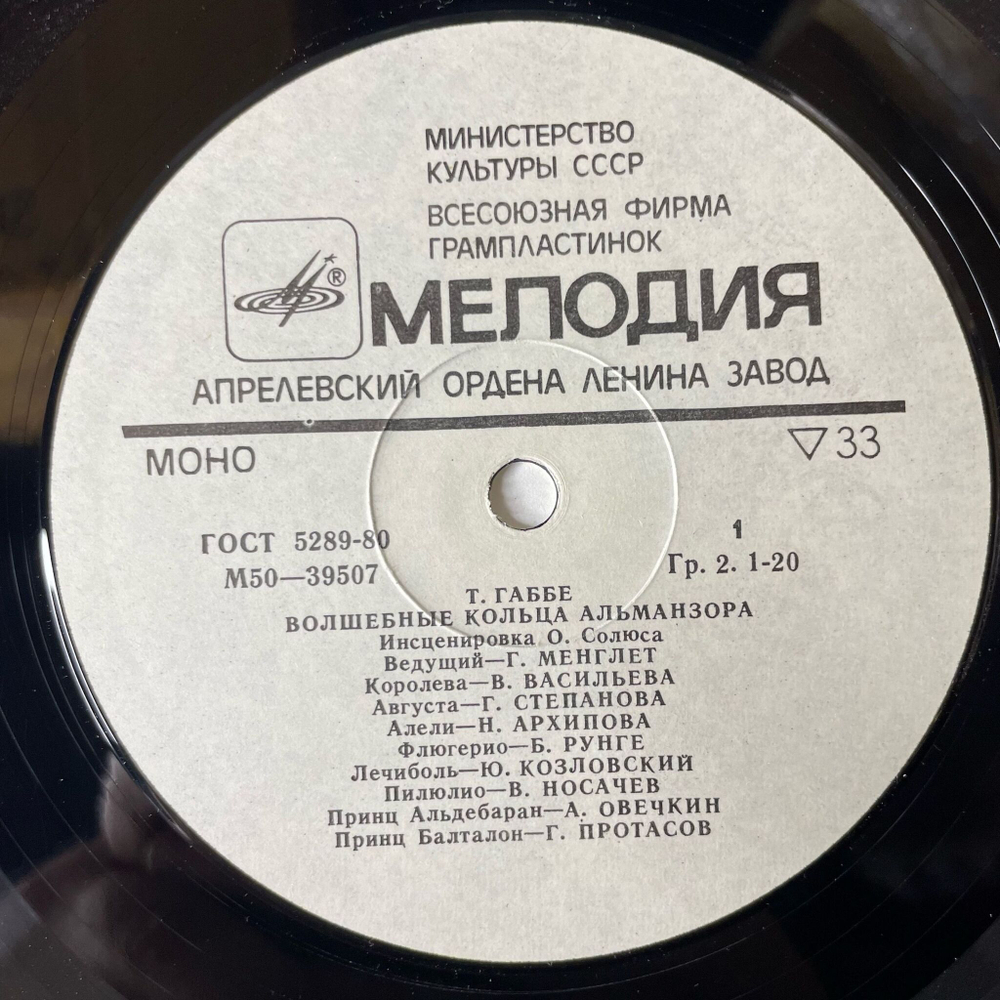 МИНИСТЕРСТВО
КУЛЬТУРЫ СССР
ВСЕСОЮЗНАЯ ФИРМА
ГРАМПЛАСТИНОК
®
МЕЛОДИЯ
АПРЕЛЕВСКИЙ ОРДЕНА ЛЕНИНА ЗАВОД
МОНО
▽33
ГОСТ 5289-80
1
М50—39507
Гр. 2. 1-20
Т. ГАББЕ
ВОЛШЕБНЫЕ КОЛЬЦА АЛЬМАНЗОРА
Инсценировка О. Солюса
Ведущий—Г. МЕНГЛЕТ
Королева—В. ВАСИЛЬЕВА
Августа—Г. СТЕПАНОВА
Алели—Н. АРХИПОВА
Флюгерио—Б. РУНГЕ
Лечиболь—Ю. КОЗЛОВСКИЙ
Пилюлио—В. НОСАЧЕВ
Принц Альдебаран—А. ОВЕЧКИН
Принц Балталон—Г. ПРОТАСОВ